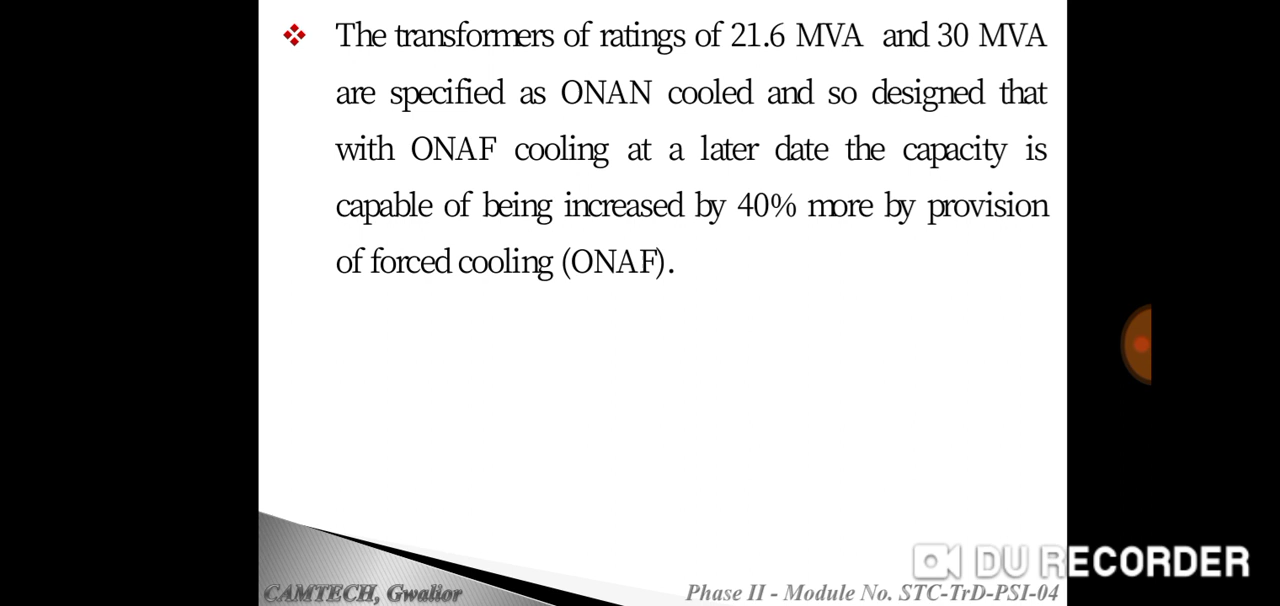 The transformers of ratings of 21.6 MVA and 30 MVA
are specified as ONAN cooled and so designed that
with ONAF cooling at a later date the capacity is
capable of being increased by 40% more by provision
of forced cooling (ONAF).
DU RECORDER
CAMTECH, Gwalior
Phase II - Module No. STC-TrD-PSI-04